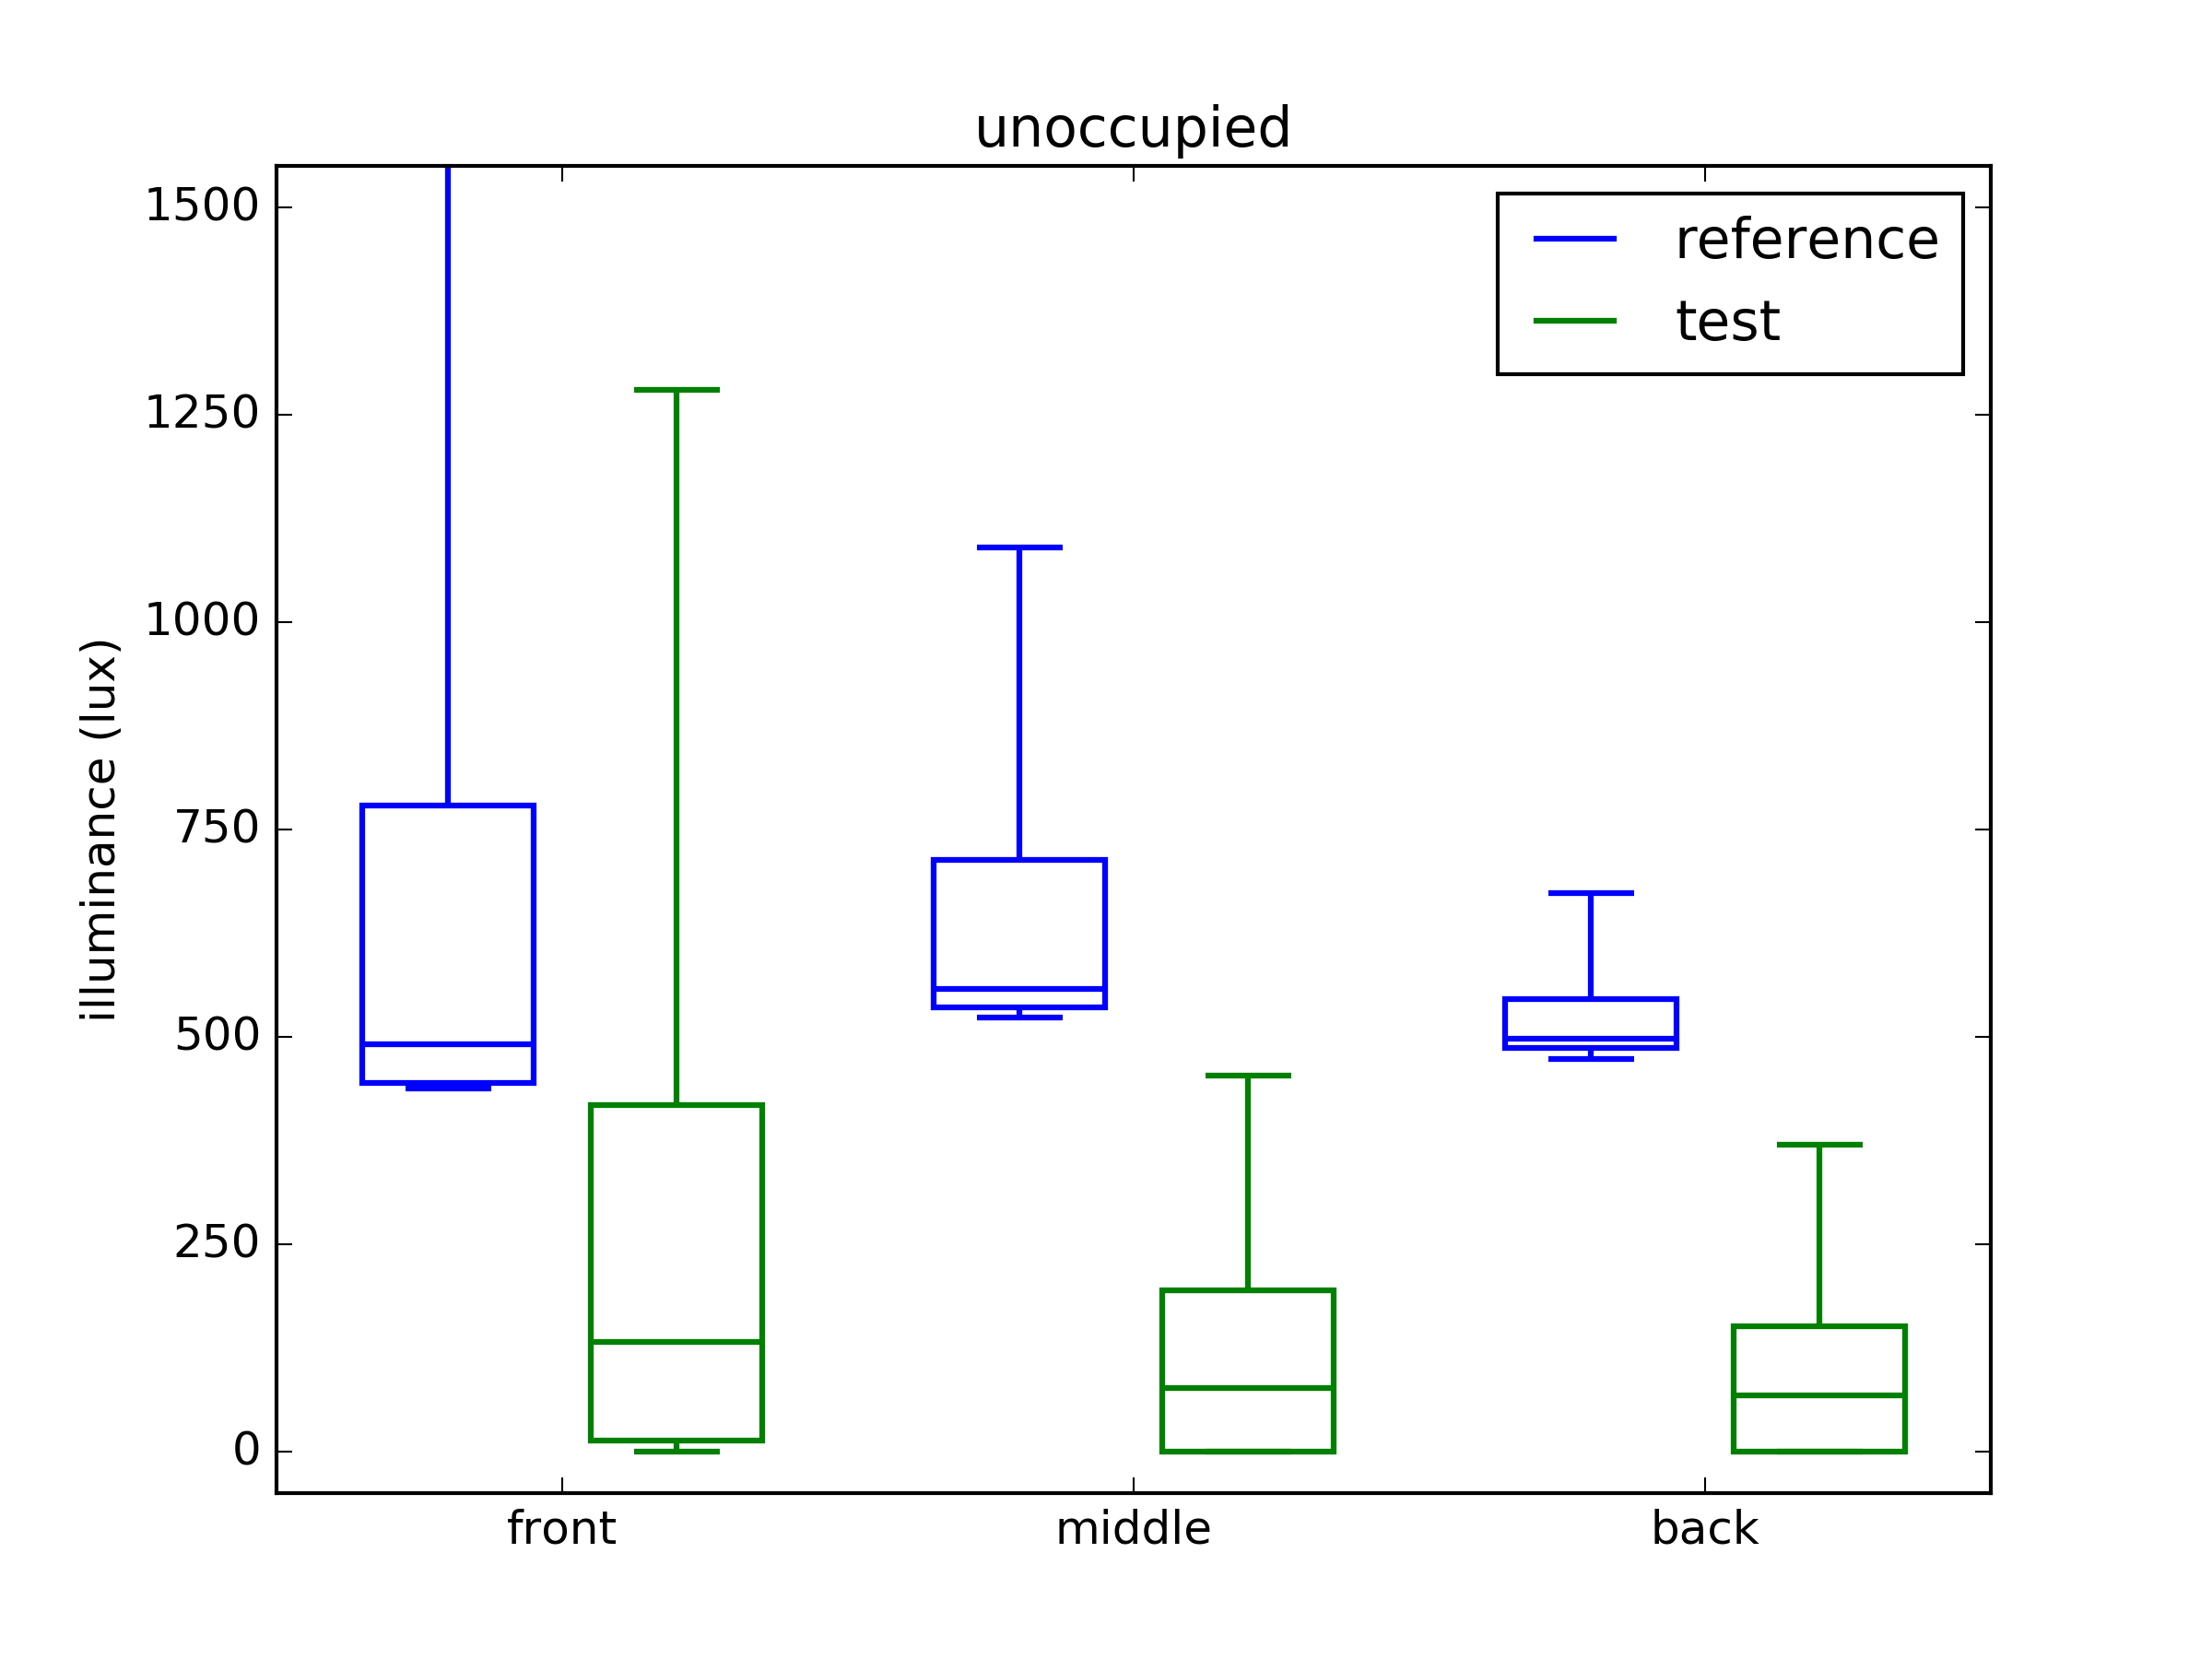 unoccupied
1500
1250
1000
750
500
250
0
illuminance (lux)
reference
test
front
middle
back